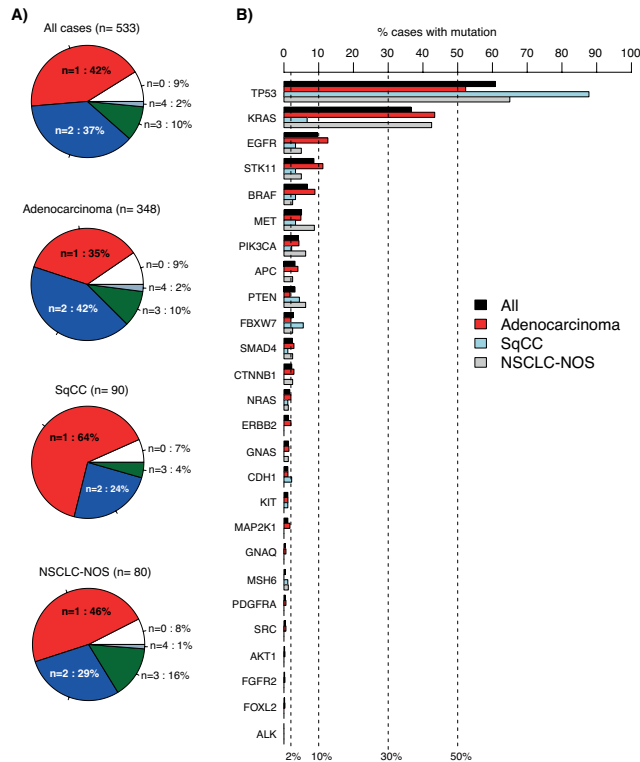 A)
All cases (n= 533)
n=1 : 42%
n=0 : 9%
n=4 : 2%
n=3 : 10%
n=2 : 37%
Adenocarcinoma (n= 348)
n=1 : 35%
n=0 : 9%
n=4 : 2%
n=3 : 10%
n=2 : 42%
SqCC (n= 90)
n=1 : 64%
n=0 : 7%
n=3 : 4%
n=2 : 24%
NSCLC-NOS (n= 80)
n=1 : 46%
n=0 : 8%
n=4 : 1%
n=3 : 16%
n=2 : 29%
B)
% cases with mutation
0 10 20 30 40 50 60 70 80 90 100
TP53
KRAS
EGFR
STK11
BRAF
MET
PIK3CA
APC
PTEN
FBXW7
SMAD4
CTNNB1
NRAS
ERBB2
GNAS
CDH1
KIT
MAP2K1
GNAQ
MSH6
PDGFRA
SRC
AKT1
FGFR2
FOXL2
ALK
All
Adenocarcinoma
SqCC
NSCLC-NOS
2% 10% 30% 50%